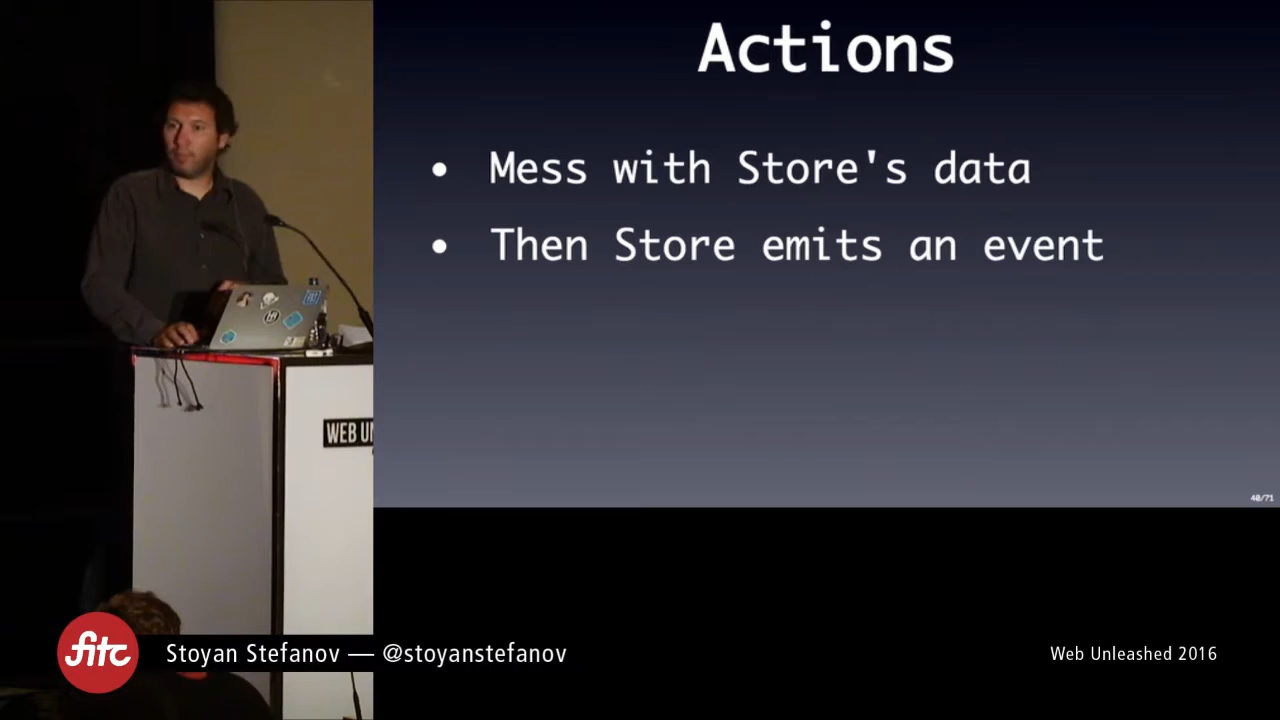 Actions
• Mess with Store's data
• Then Store emits an event
40/71
WEB UN
fitc
Stoyan Stefanov — @stoyanstefanov
Web Unleashed 2016